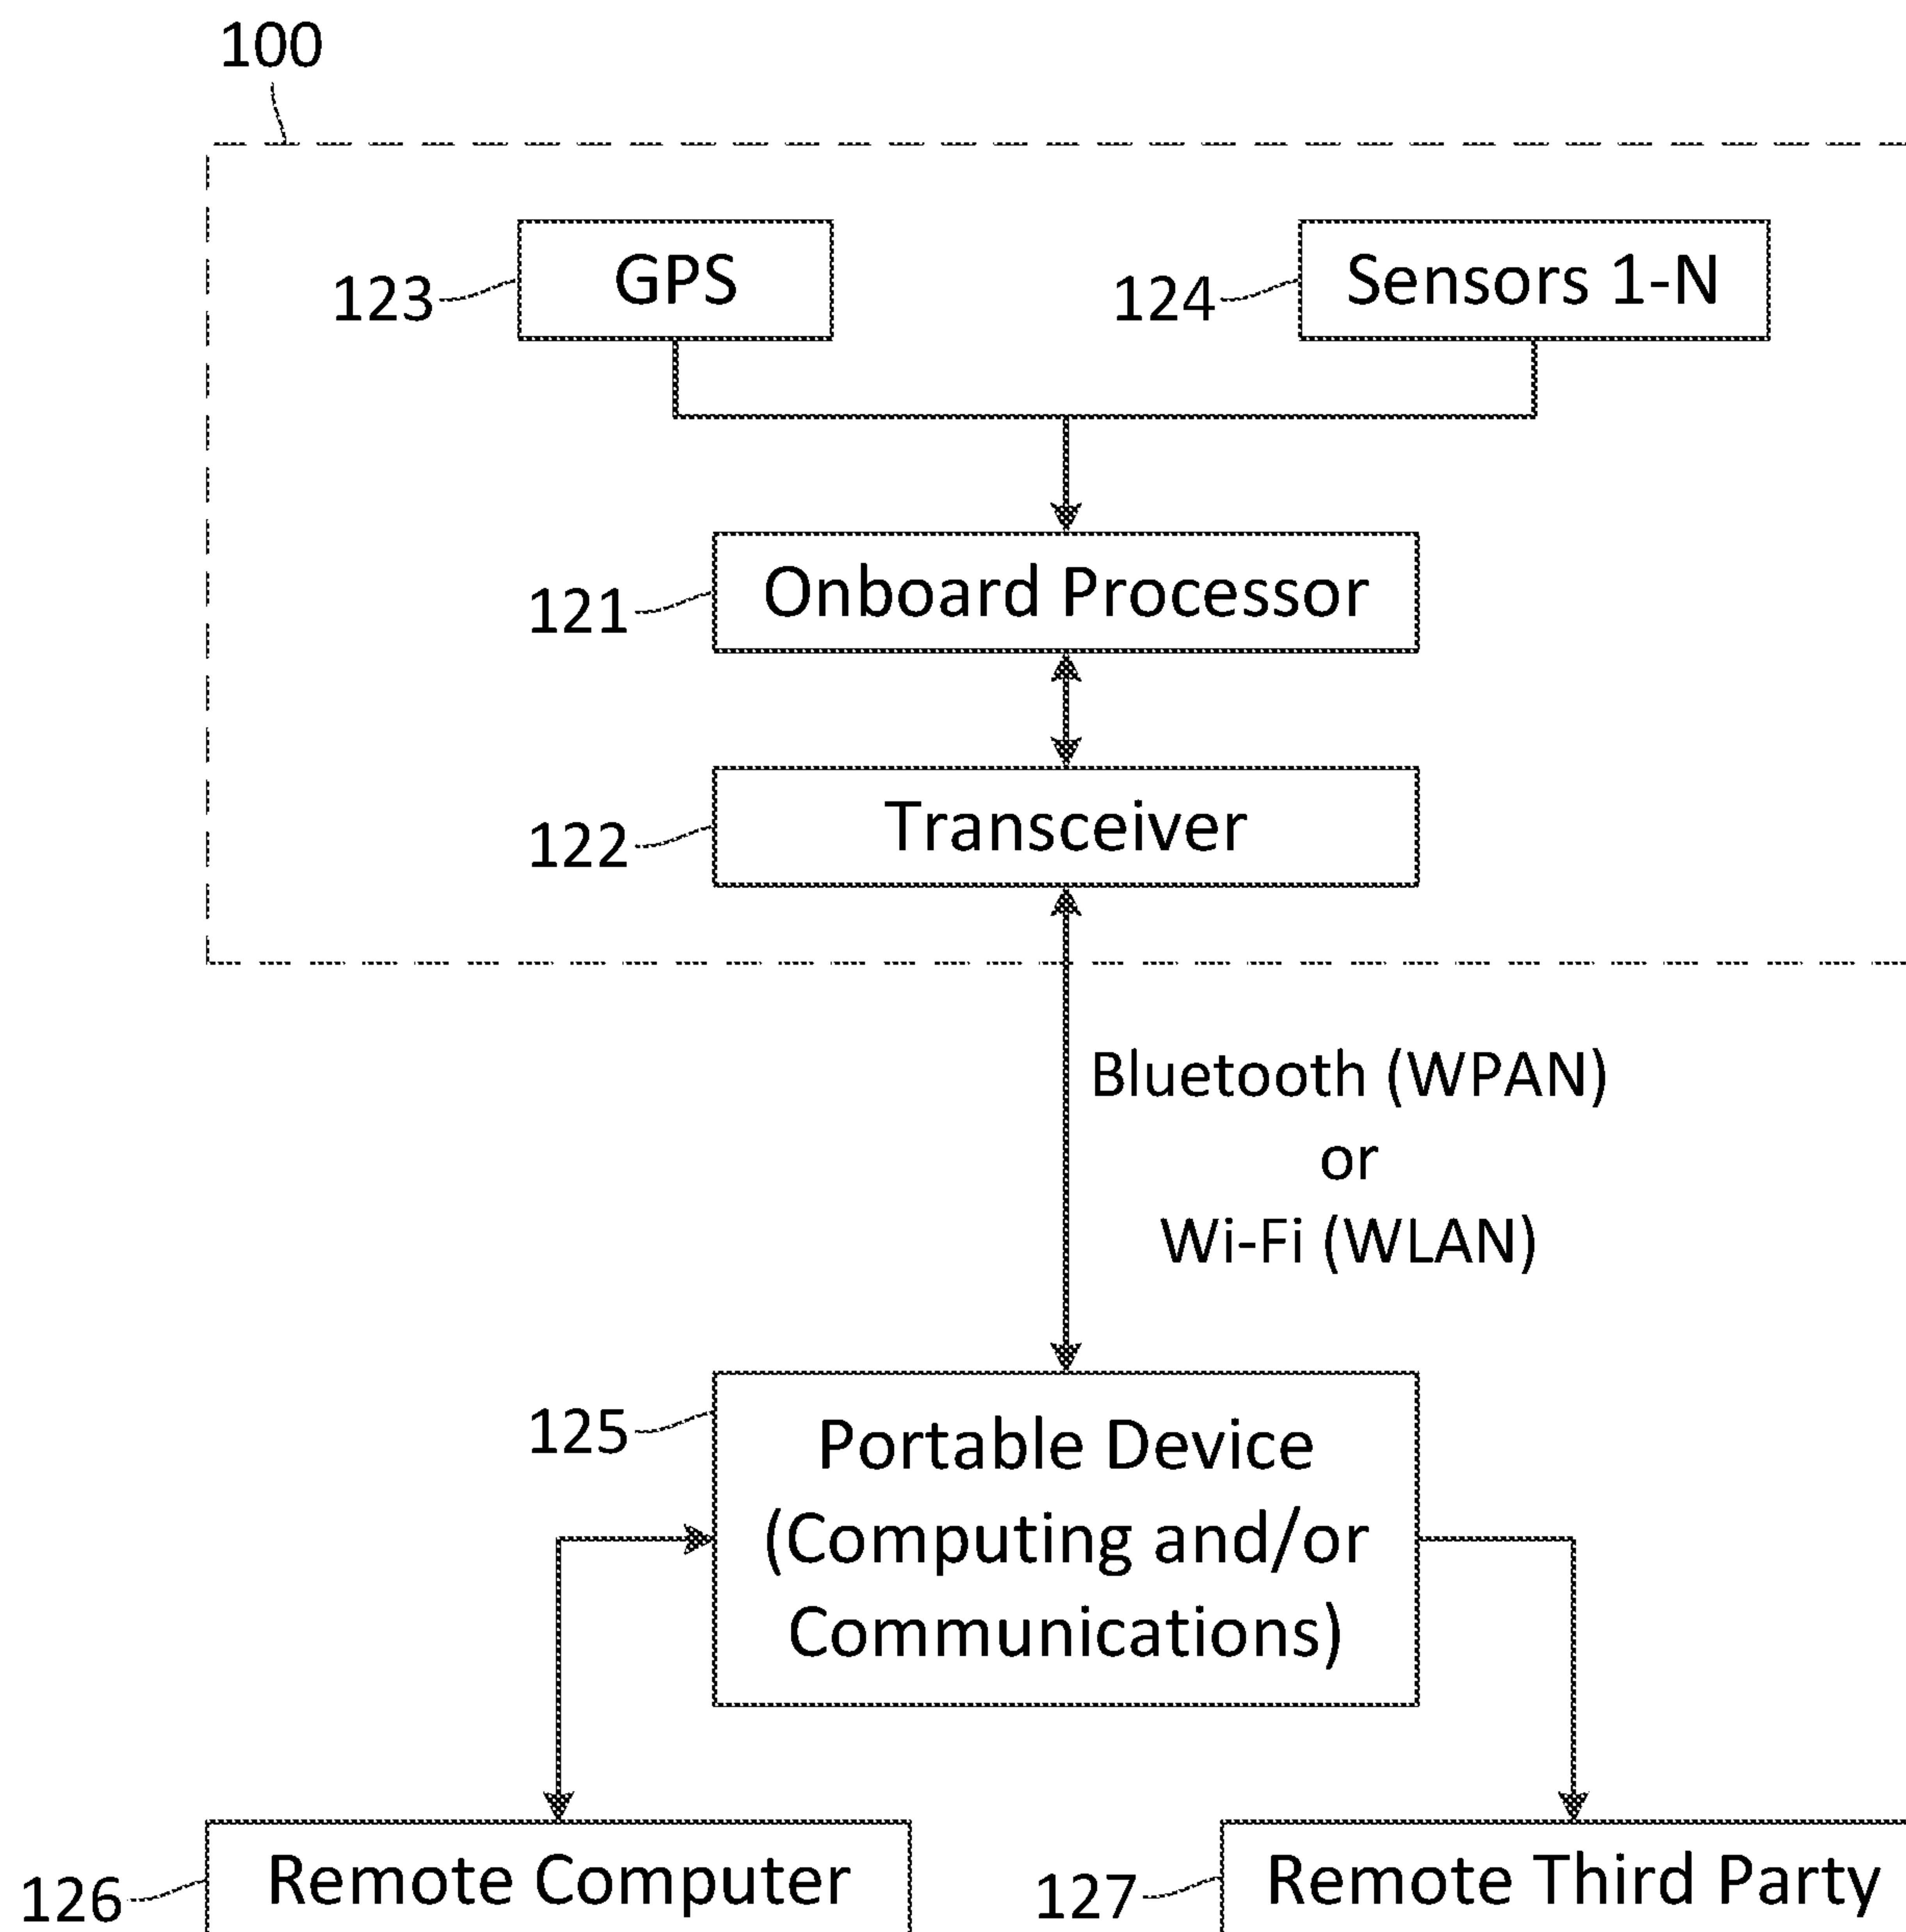 100
GPS
Sensors 1-N
123
124
Onboard Processor
121
Transceiver
122
Bluetooth (WPAN)
or
Wi-Fi (WLAN)
125
Portable Device
(Computing and/or
Communications)
Remote Computer
126
Remote Third Party
127